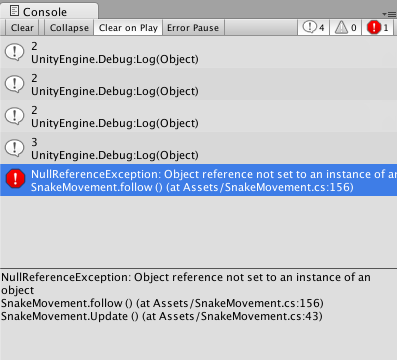 Console
Clear Collapse Clear on Play Error Pause 4 0 1
2
UnityEngine.Debug:Log(Object)
2
UnityEngine.Debug:Log(Object)
2
UnityEngine.Debug:Log(Object)
3
UnityEngine.Debug:Log(Object)
NullReferenceException: Object reference not set to an instance of
SnakeMovement.follow () (at Assets/SnakeMovement.cs:156)
NullReferenceException: Object reference not set to an instance of an
object
SnakeMovement.follow () (at Assets/SnakeMovement.cs:156)
SnakeMovement.Update () (at Assets/SnakeMovement.cs:43)